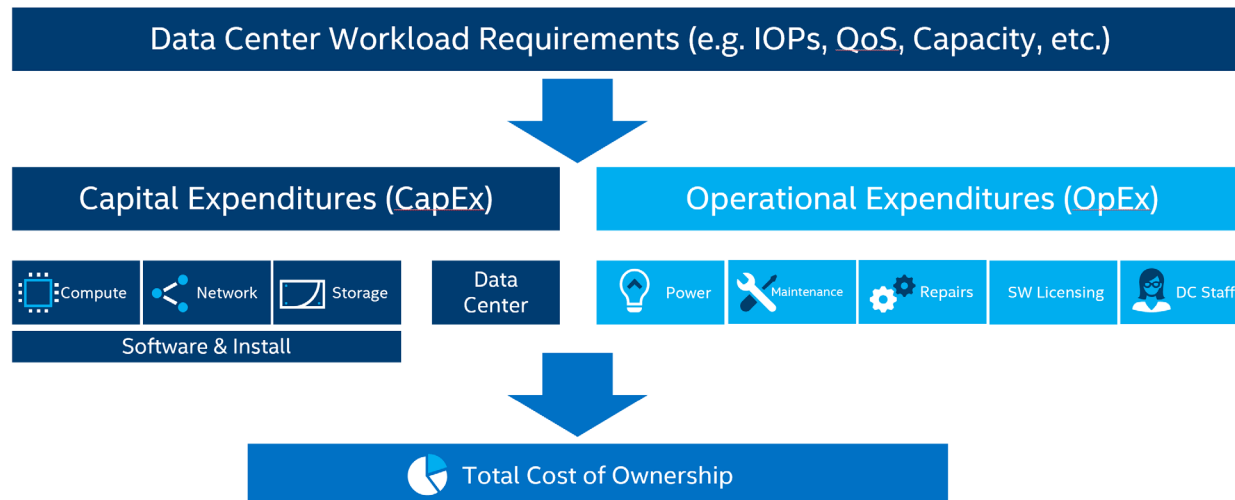 Data Center Workload Requirements (e.g. IOPs, QoS, Capacity, etc.)
Capital Expenditures (CapEx)
Operational Expenditures (OpEx)
Compute
Network
Storage
Data
Center
Power
Maintenance
Repairs
SW Licensing
DC Staff
Software & Install
Total Cost of Ownership